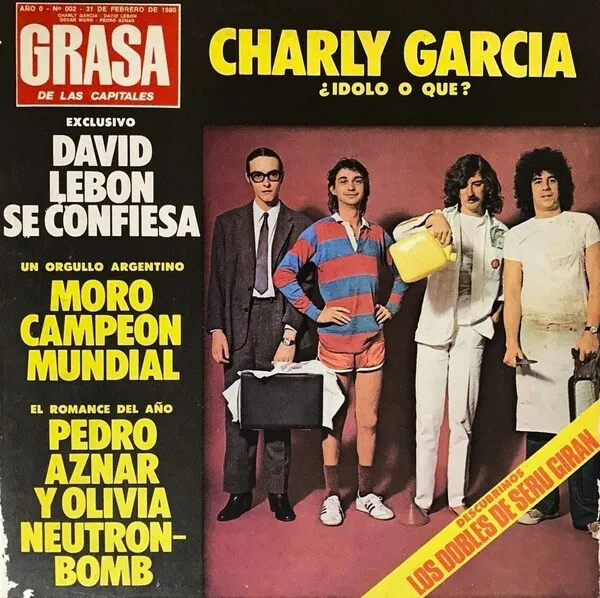 AÑO 6 - Nº 002 - 31 DE FEBRERO DE 1980
CHARLY GARCIA - DAVID LEBON
OSCAR MORO - PEDRO AZNAR
GRASA
DE LAS CAPITALES
CHARLY GARCIA
¿IDOLO O QUE?
EXCLUSIVO
DAVID
LEBON
SE CONFIESA
UN ORGULLO ARGENTINO
MORO
CAMPEON
MUNDIAL
EL ROMANCE DEL AÑO
PEDRO
AZNAR
Y OLIVIA
NEUTRON-
BOMB
DESCUBRIMOS
LOS DOBLES DE SERU GIRAN